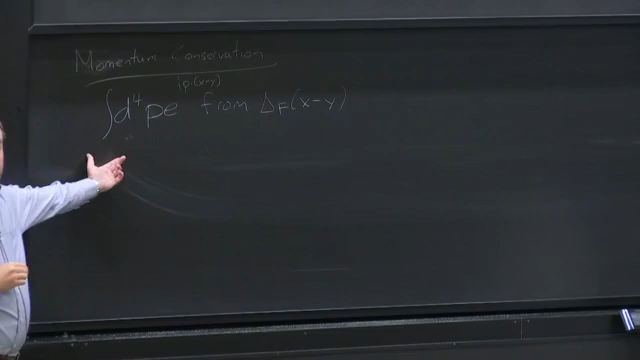 Momentum Conservation
∫d⁴p e^{ip·(x-y)} from Δ_F(x-y)